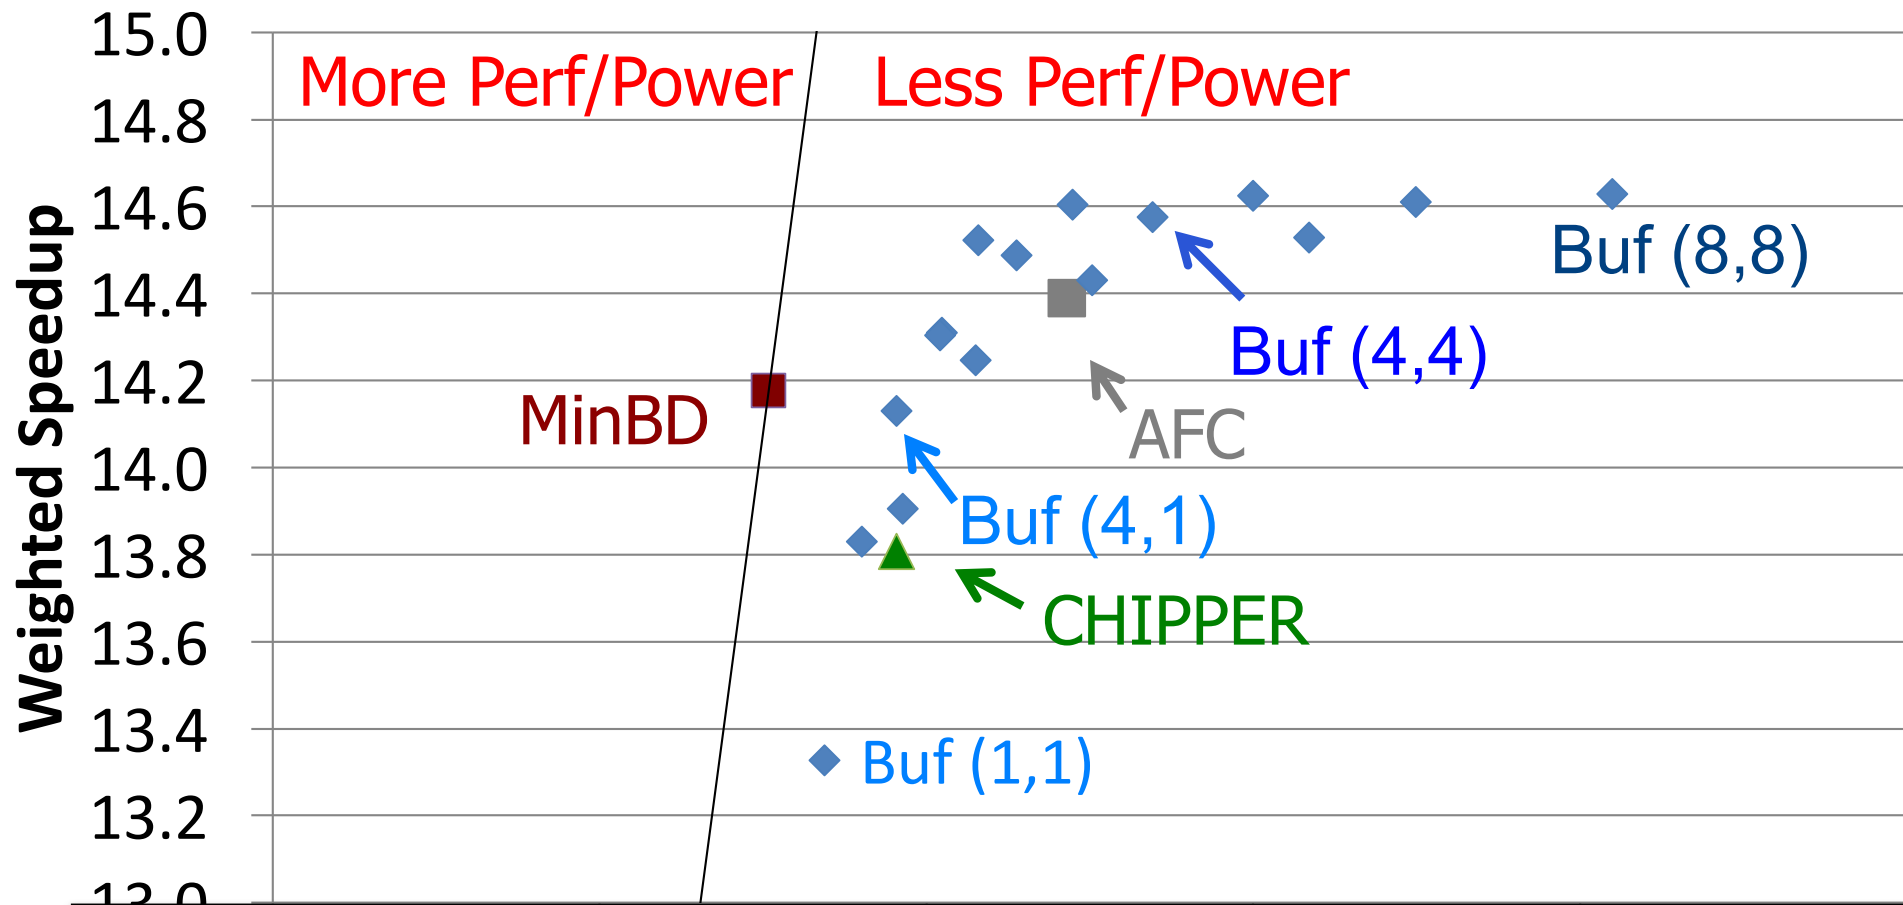 15.0
More Perf/Power Less Perf/Power
14.8
14.6
Buf (8,8)
14.4
Buf (4,4)
14.2
MinBD
AFC
14.0
Buf (4,1)
13.8
CHIPPER
13.6
13.4
Buf (1,1)
13.2
13.0
Weighted Speedup